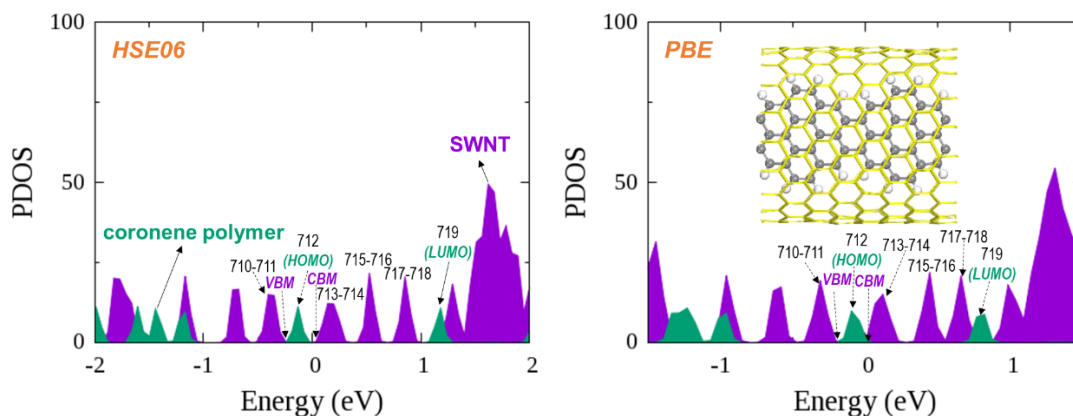 100
HSE06
SWNT
50
PDOS
coronene polymer
712
(HOMO)
710-711
VBM
CBM
713-714
715-716
717-718
719
(LUMO)
0
-2
-1
0
1
2
Energy (eV)
100
PBE
50
PDOS
717-718
712
(HOMO)
713-714
710-711
VBM
CBM
715-716
719
(LUMO)
0
-1
0
1
Energy (eV)